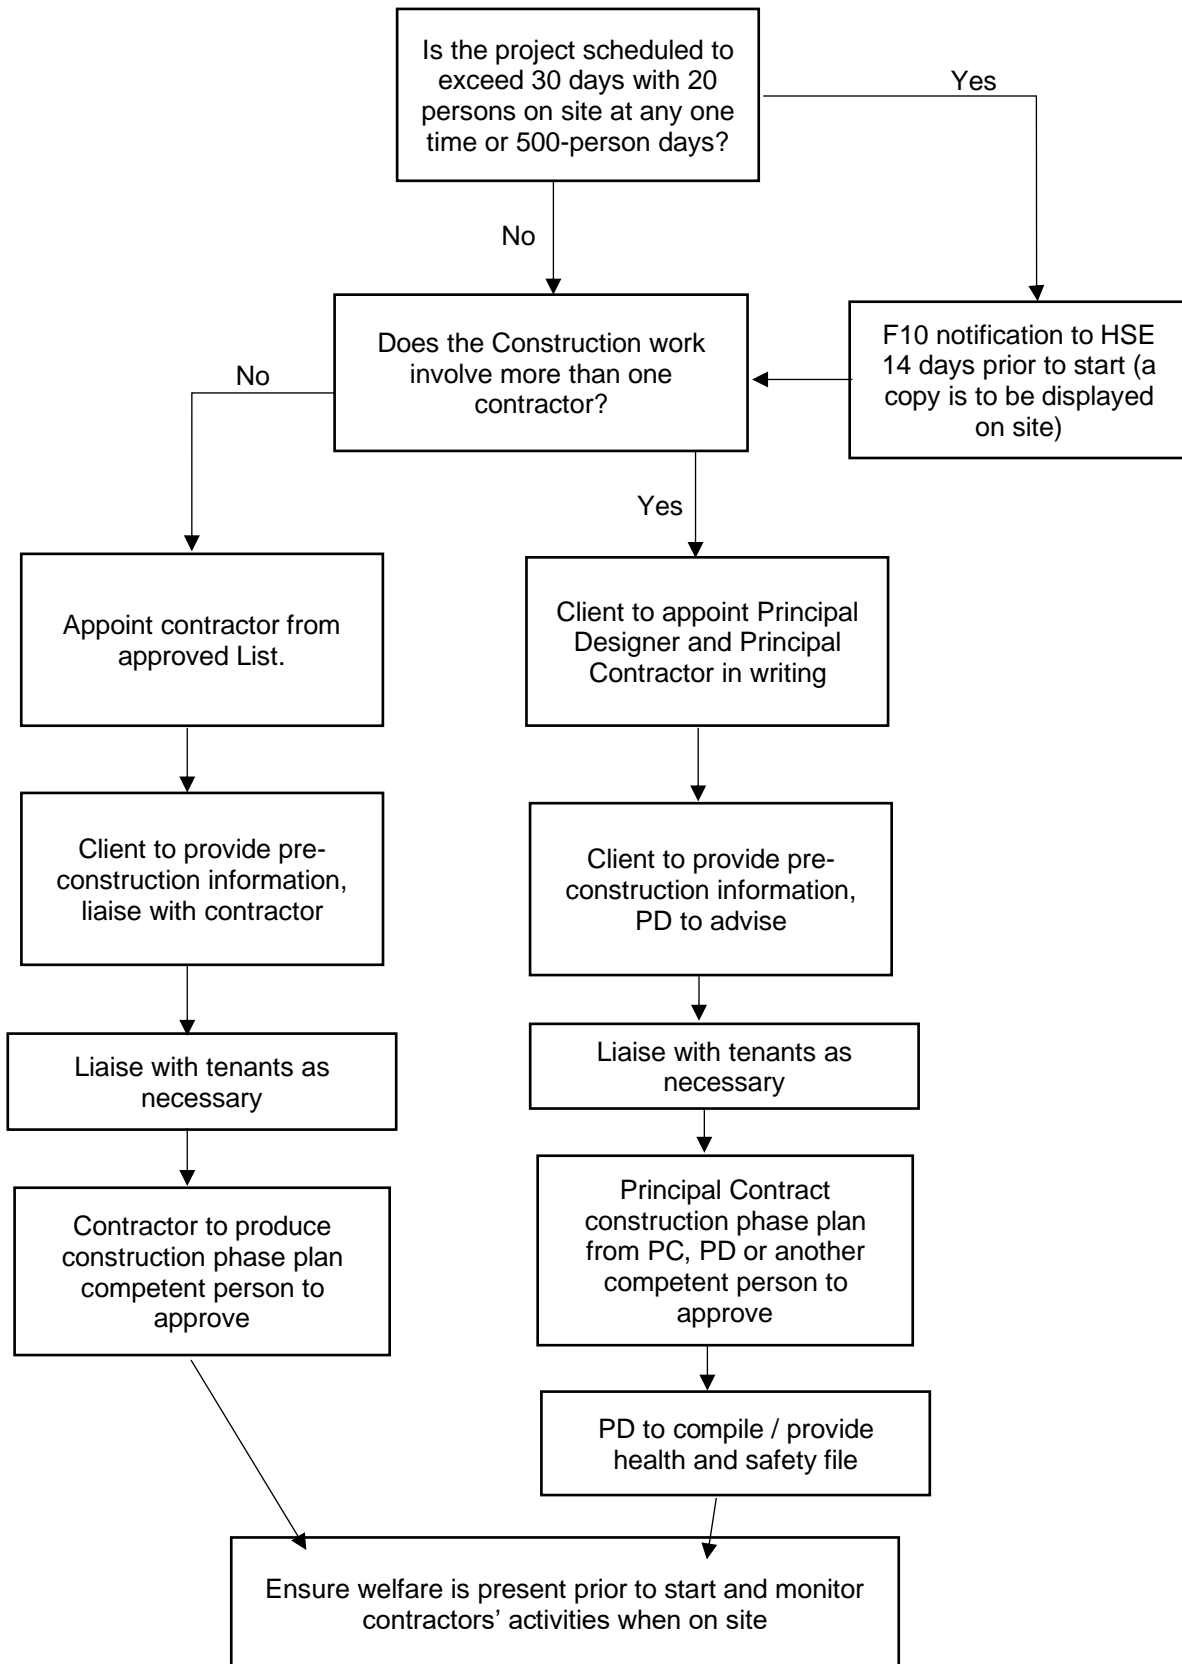 Is the project scheduled to
exceed 30 days with 20
persons on site at any one
time or 500-person days?
Yes
No
Does the Construction work
involve more than one
contractor?
F10 notification to HSE
14 days prior to start (a
copy is to be displayed
on site)
No
Yes
Appoint contractor from
approved List.
Client to appoint Principal
Designer and Principal
Contractor in writing
Client to provide pre-
construction information,
liaise with contractor
Client to provide pre-
construction information,
PD to advise
Liaise with tenants as
necessary
Liaise with tenants as
necessary
Contractor to produce
construction phase plan
competent person to
approve
Principal Contract
construction phase plan
from PC, PD or another
competent person to
approve
PD to compile / provide
health and safety file
Ensure welfare is present prior to start and monitor
contractors’ activities when on site